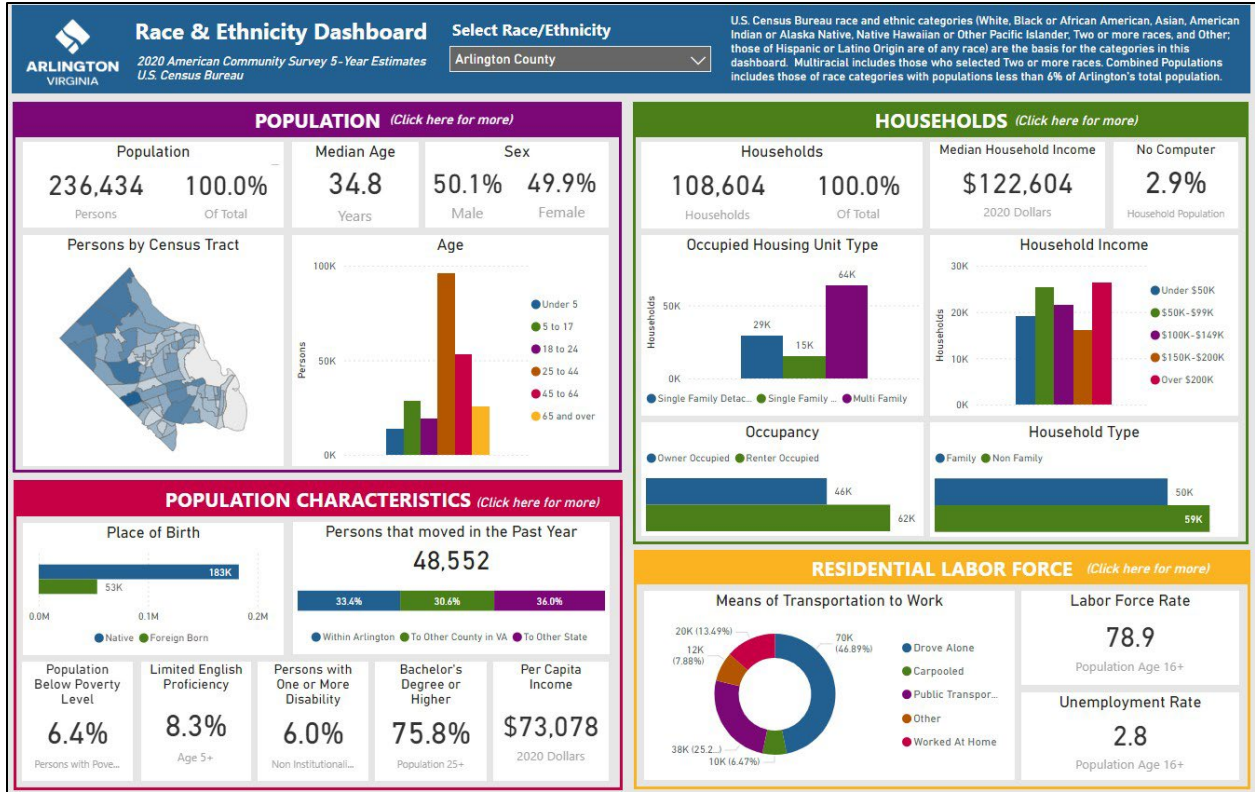 ARLINGTON
VIRGINIA
Race & Ethnicity Dashboard
2020 American Community Survey 5-Year Estimates
U.S. Census Bureau
Select Race/Ethnicity
Arlington County
U.S. Census Bureau race and ethnic categories (White, Black or African American, Asian, American
Indian or Alaska Native, Native Hawaiian or Other Pacific Islander, Two or more races, and Other;
those of Hispanic or Latino Origin are of any race) are the basis for the categories in this
dashboard. Multiracial includes those who selected Two or more races. Combined Populations
includes those of race categories with populations less than 6% of Arlington's total population.
POPULATION (Click here for more)
Population
236,434 100.0%
Persons Of Total
Median Age
34.8
Years
Sex
50.1% 49.9%
Male Female
Persons by Census Tract
Age
100K
50K
0K
Persons
Under 5
5 to 17
18 to 24
25 to 44
45 to 64
65 and over
HOUSEHOLDS (Click here for more)
Households
108,604 100.0%
Households Of Total
Median Household Income
$122,604
2020 Dollars
No Computer
2.9%
Household Population
Occupied Housing Unit Type
Households
50K
0K
29K
15K
64K
Single Family Detac... Single Family ... Multi Family
Household Income
Households
30K
20K
10K
0K
Under $50K
$50K-$99K
$100K-$149K
$150K-$200K
Over $200K
Occupancy
Owner Occupied Renter Occupied
46K
62K
Household Type
Family Non Family
50K
59K
POPULATION CHARACTERISTICS (Click here for more)
Place of Birth
183K
53K
0.0M 0.1M 0.2M
Native Foreign Born
Persons that moved in the Past Year
48,552
33.4% 30.6% 36.0%
Within Arlington To Other County in VA To Other State
Population
Below Poverty
Level
6.4%
Persons with Pove...
Limited English
Proficiency
8.3%
Age 5+
Persons with
One or More
Disability
6.0%
Non Institutionali...
Bachelor's
Degree or
Higher
75.8%
Population 25+
Per Capita
Income
$73,078
2020 Dollars
RESIDENTIAL LABOR FORCE (Click here for more)
Means of Transportation to Work
20K (13.49%)
12K
(7.88%)
38K (25.2...)
10K (6.47%)
70K
(46.89%)
Drove Alone
Carpooled
Public Transpor...
Other
Worked At Home
Labor Force Rate
78.9
Population Age 16+
Unemployment Rate
2.8
Population Age 16+